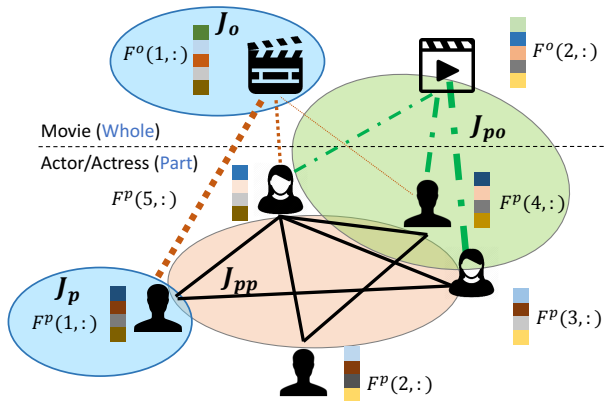 J_o
F^o(1,:)
F^o(2,:)
J_po
Movie (Whole)
Actor/Actress (Part)
F^p(5,:)
F^p(4,:)
J_pp
J_p
F^p(1,:)
F^p(3,:)
F^p(2,:)